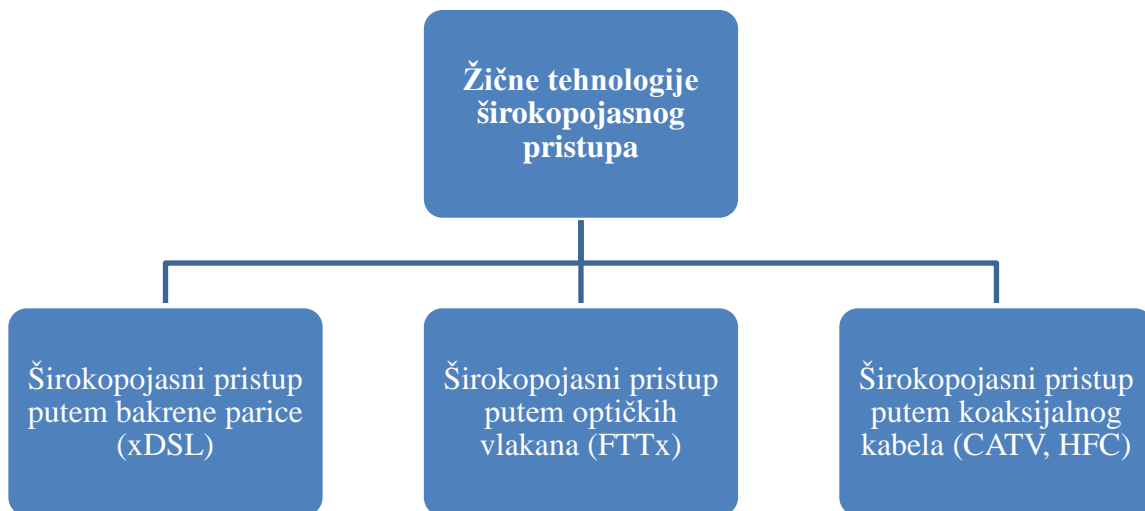 Žične tehnologije
širokopojasnog
pristupa
Širokopojasni pristup
putem bakrene parice
(xDSL)
Širokopojasni pristup
putem optičkih
vlakana (FTTx)
Širokopojasni pristup
putem koaksijalnog
kabela (CATV, HFC)